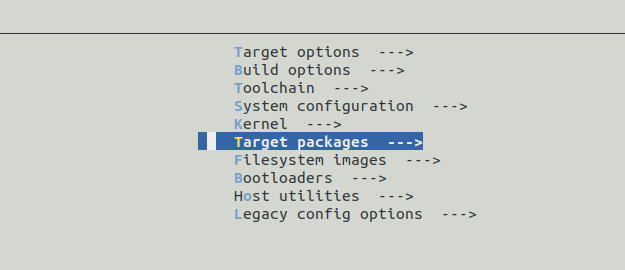 Target options  --->
Build options  --->
Toolchain  --->
System configuration  --->
Kernel  --->
Target packages  --->
Filesystem images  --->
Bootloaders  --->
Host utilities  --->
Legacy config options  --->